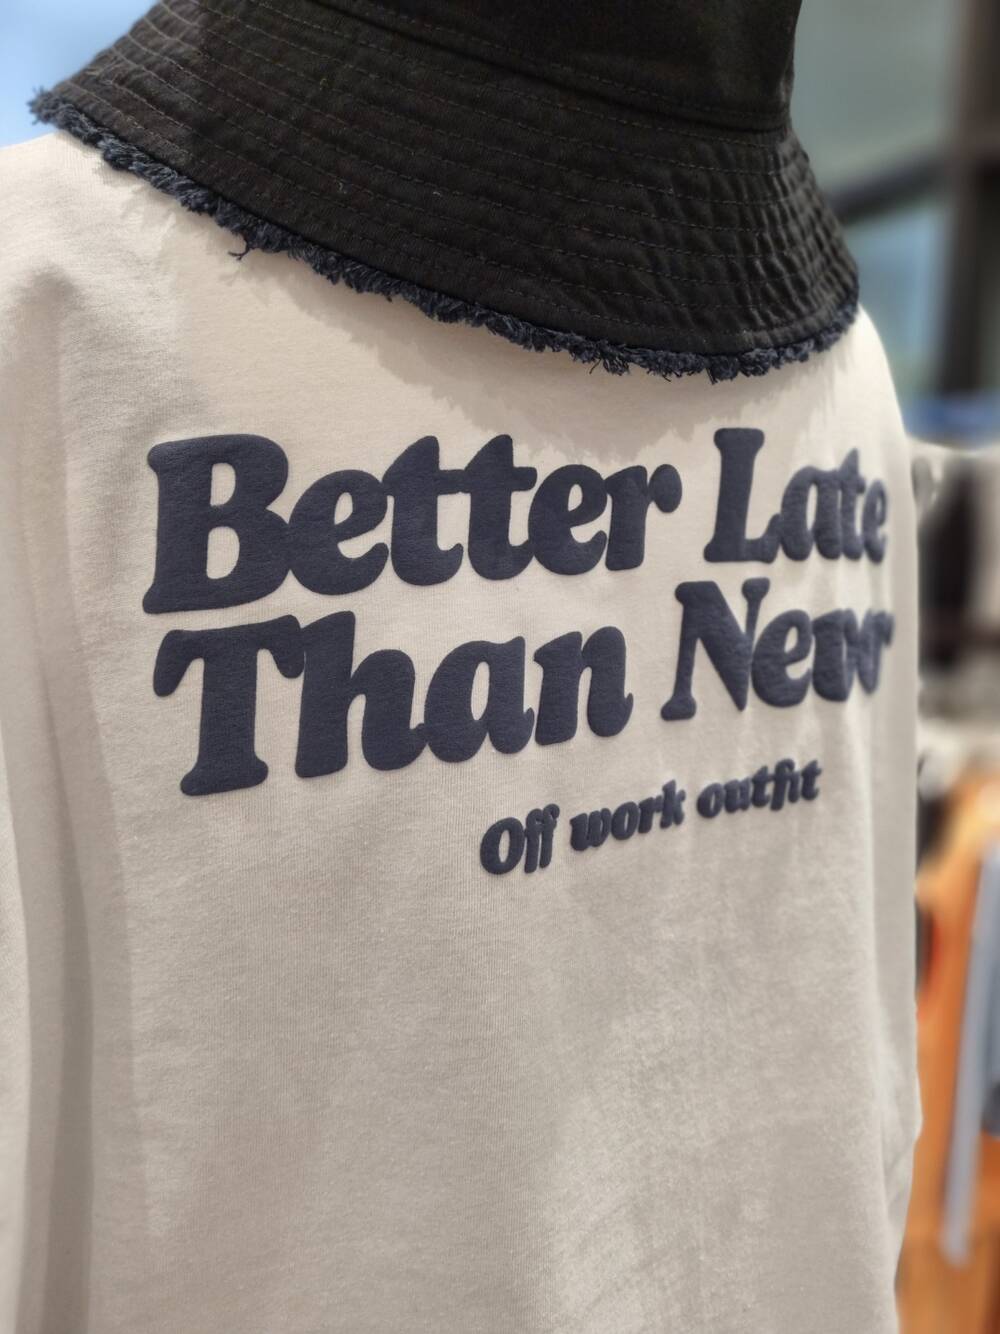 Better Late
Than Never
Off work outfit